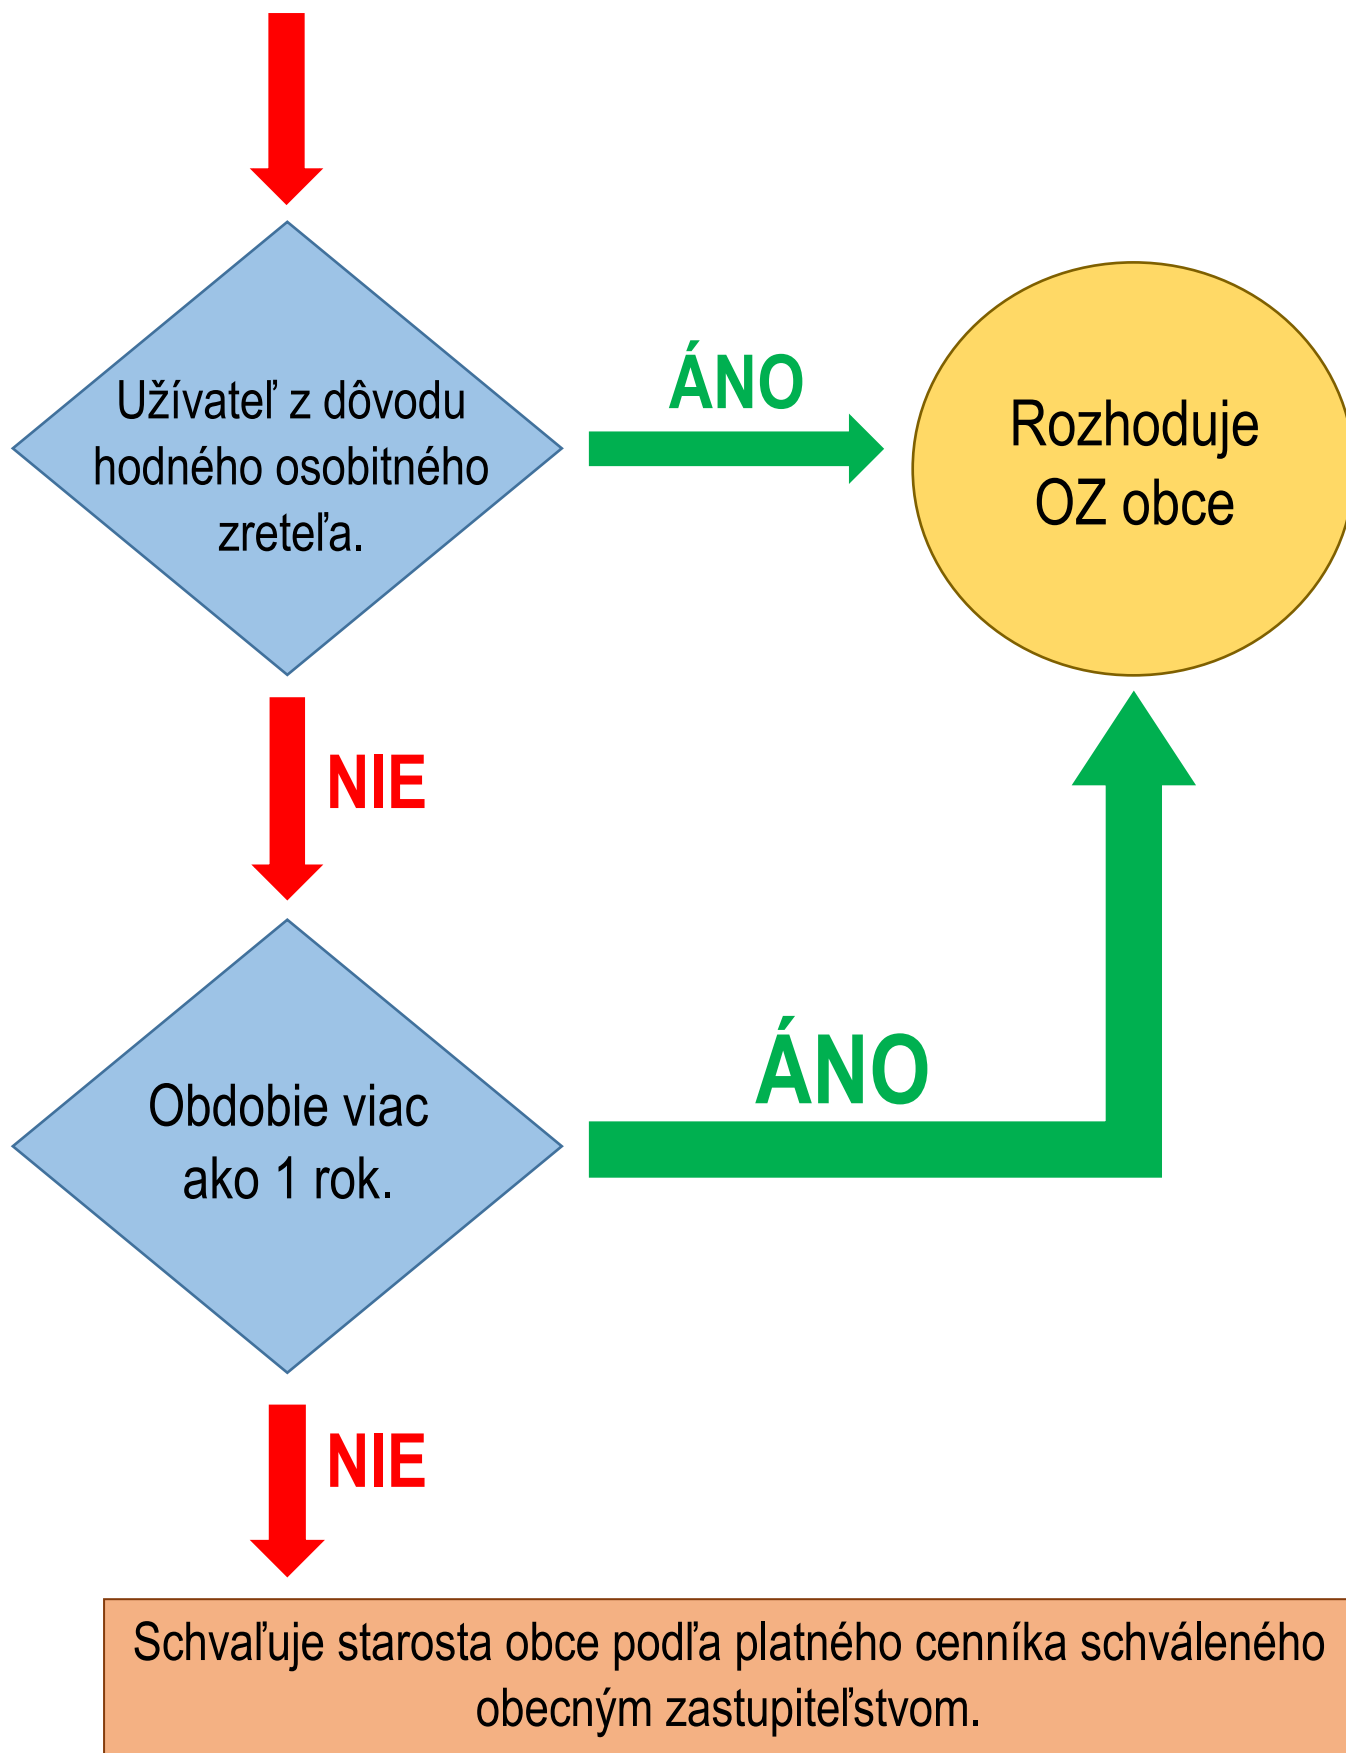 Užívateľ z dôvodu
hodného osobitného
zreteľa.
ÁNO
Rozhoduje
OZ obce
NIE
Obdobie viac
ako 1 rok.
ÁNO
NIE
Schvaľuje starosta obce podľa platného cenníka schváleného
obecným zastupiteľstvom.